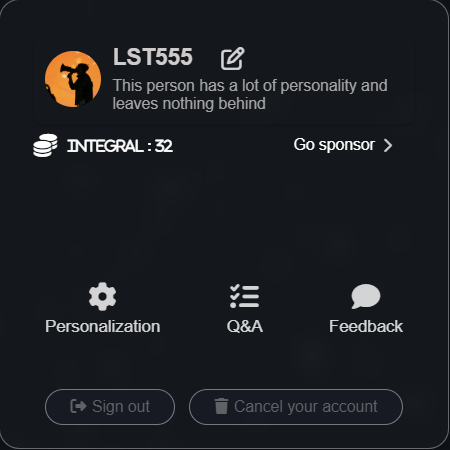 LST555
This person has a lot of personality and
leaves nothing behind
INTEGRAL : 32
Go sponsor
Personalization
Q&A
Feedback
Sign out
Cancel your account